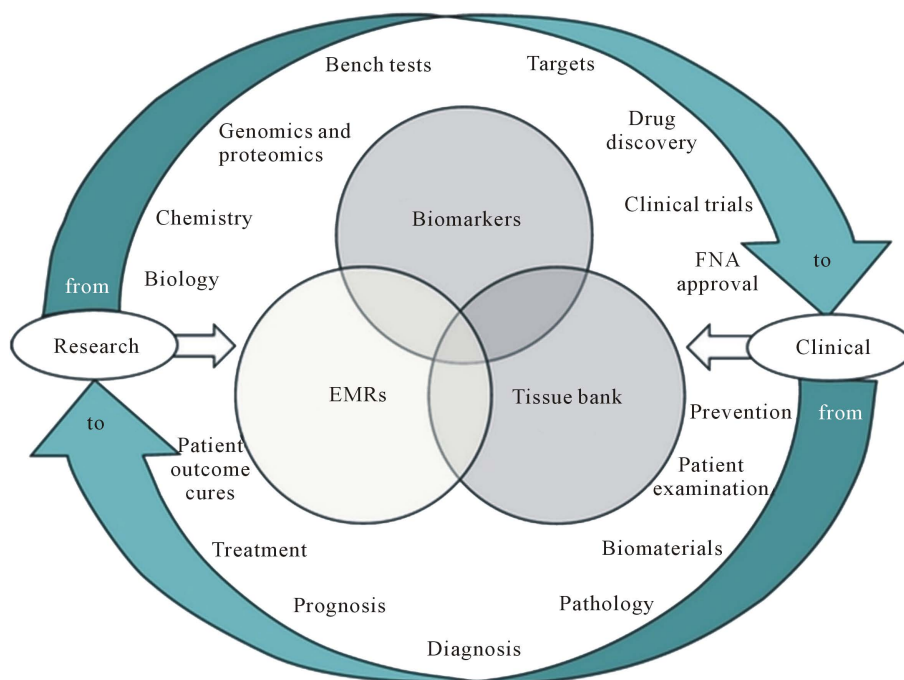 Bench tests
Targets
Genomics and
proteomics
Drug
discovery
Chemistry
Biomarkers
Clinical trials
from
Biology
FNA
approval
to
Research
Clinical
EMRs
Tissue bank
Prevention
from
to
Patient
outcome
cures
Patient
examination
Treatment
Biomaterials
Prognosis
Pathology
Diagnosis